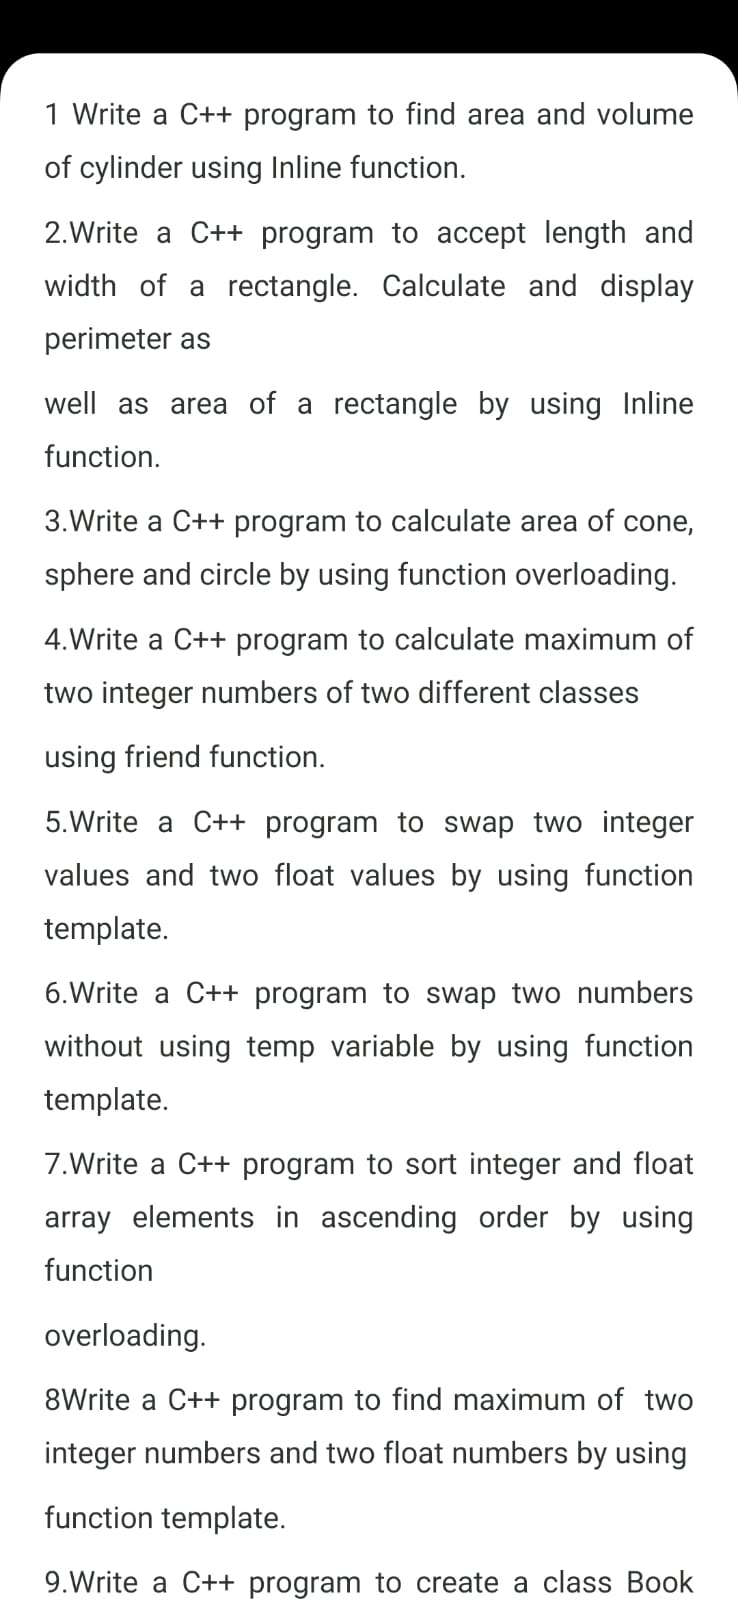 1 Write a C++ program to find area and volume
of cylinder using Inline function.
2.Write a C++ program to accept length and
width of a rectangle. Calculate and display
perimeter as
well as area of a rectangle by using Inline
function.
3.Write a C++ program to calculate area of cone,
sphere and circle by using function overloading.
4.Write a C++ program to calculate maximum of
two integer numbers of two different classes
using friend function.
5.Write a C++ program to swap two integer
values and two float values by using function
template.
6.Write a C++ program to swap two numbers
without using temp variable by using function
template.
7.Write a C++ program to sort integer and float
array elements in ascending order by using
function
overloading.
8Write a C++ program to find maximum of two
integer numbers and two float numbers by using
function template.
9.Write a C++ program to create a class Book